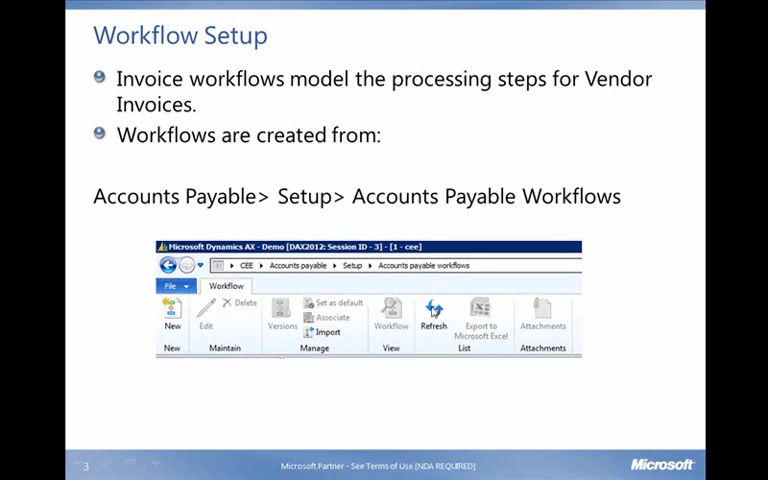 Workflow Setup
Invoice workflows model the processing steps for Vendor
Invoices.
Workflows are created from:
Accounts Payable> Setup> Accounts Payable Workflows
Microsoft Dynamics AX - Demo [DAX2012: Session ID - 3] - [1 - cee]
CEE Accounts payable Setup Accounts payable workflows
File Workflow
New Edit Delete Versions Set as default Associate Import Workflow Refresh Export to Microsoft Excel Attachments
New Maintain Manage View List Attachments
3 Microsoft Partner - See Terms of Use [NDA REQUIRED] Microsoft